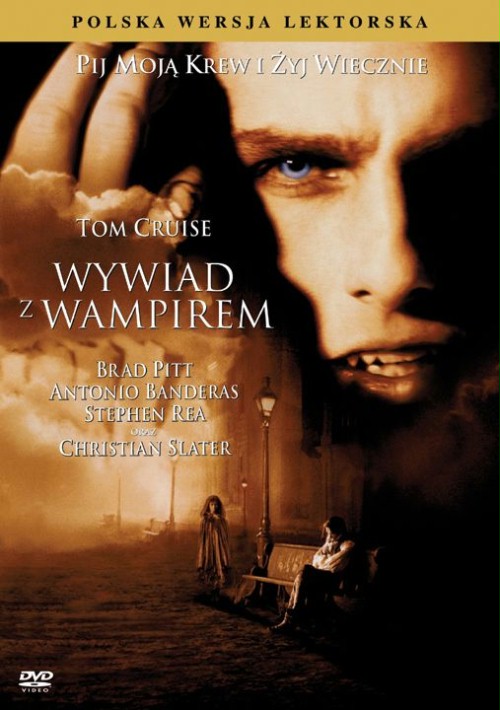 POLSKA WERSJA LEKTORSKA
PIJ MOJĄ KREW I ŻYJ WIECZNIE
TOM CRUISE
WYWIAD
Z WAMPIREM
BRAD PITT
ANTONIO BANDERAS
STEPHEN REA
ORAZ
CHRISTIAN SLATER
DVD
VIDEO